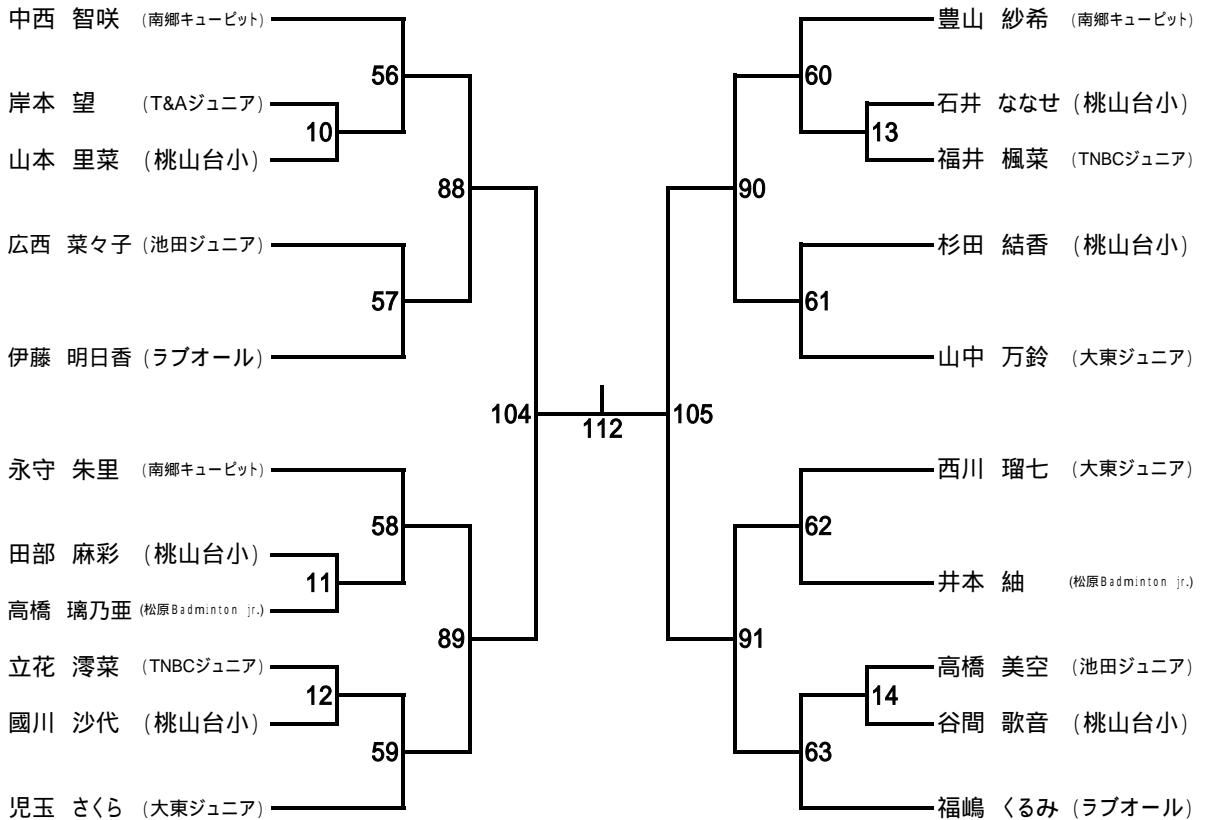 中西 智咲 (南郷キューピット)
56
岸本 望 (T&Aジュニア)
10
山本 里菜 (桃山台小)
88
広西 菜々子 (池田ジュニア)
57
伊藤 明日香 (ラブオール)
104
永守 朱里 (南郷キューピット)
58
田部 麻彩 (桃山台小)
11
高橋 璃乃亜 (松原Badminton jr.)
89
立花 澪菜 (TNBCジュニア)
12
國川 沙代 (桃山台小)
59
児玉 さくら (大東ジュニア)
112
豊山 紗希 (南郷キューピット)
60
石井 ななせ (桃山台小)
13
福井 楓菜 (TNBCジュニア)
90
杉田 結香 (桃山台小)
61
山中 万鈴 (大東ジュニア)
105
西川 瑠七 (大東ジュニア)
62
井本 紬 (松原Badminton jr.)
91
高橋 美空 (池田ジュニア)
14
谷間 歌音 (桃山台小)
63
福嶋 くるみ (ラブオール)